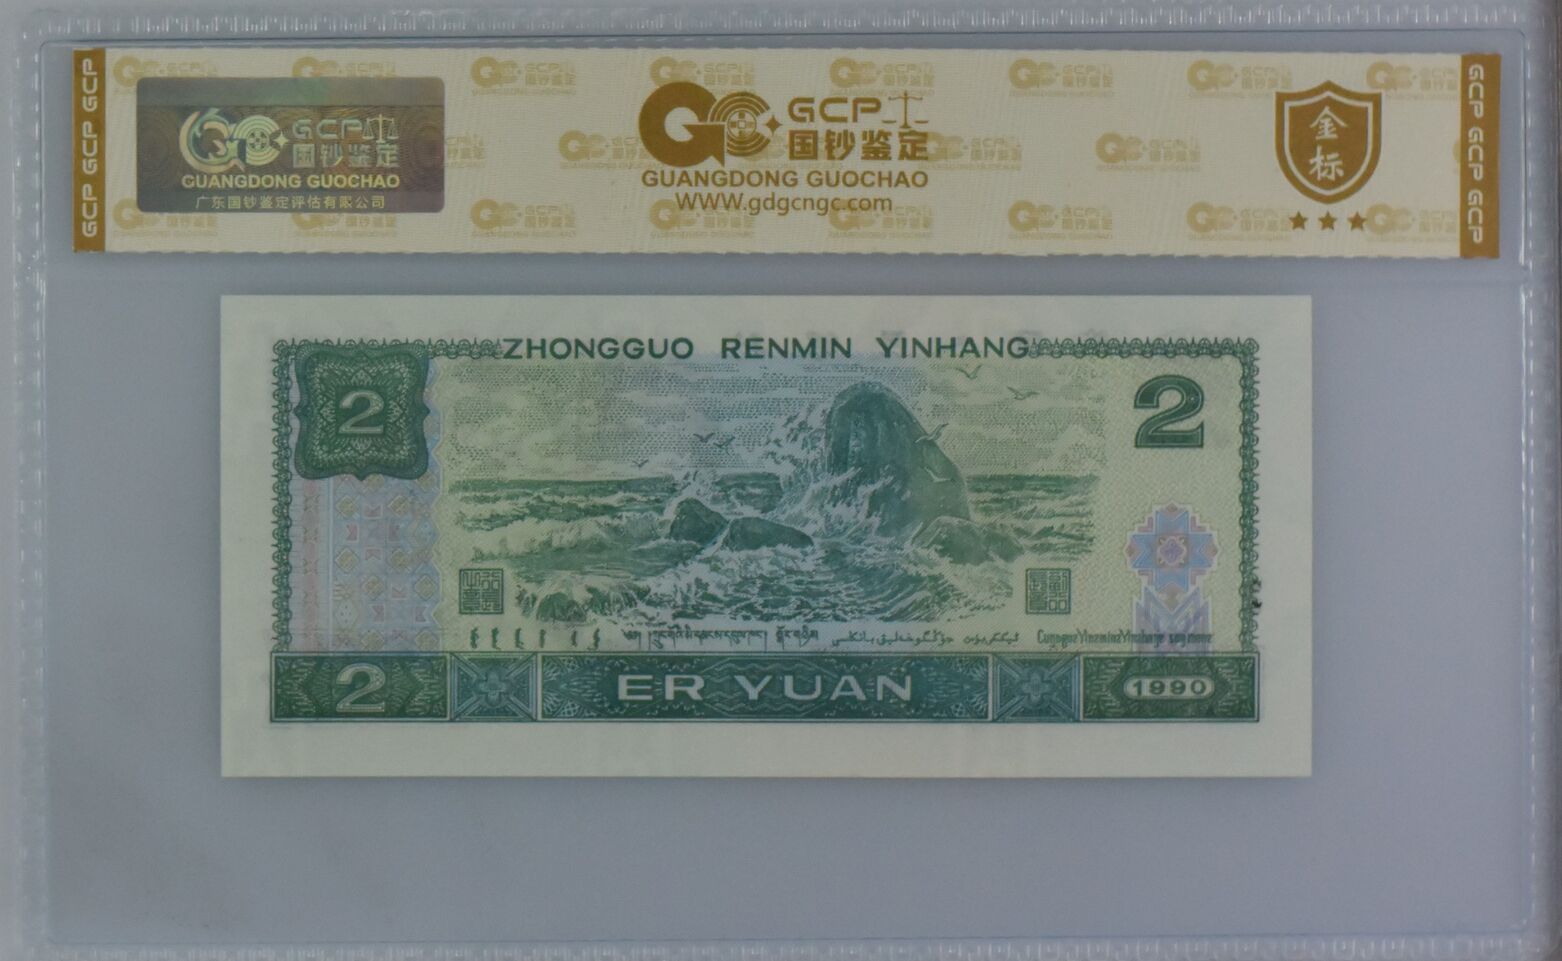 GCP GCP GCP
GCP
国钞鉴定
GUANGDONG GUOCHAO
广东国钞鉴定评估有限公司
GCP
国钞鉴定
GUANGDONG GUOCHAO
WWW.gdgcngc.com
金标
GCP GCP GCP
ZHONGGUO RENMIN YINHANG
2
2
2
ER YUAN
1990